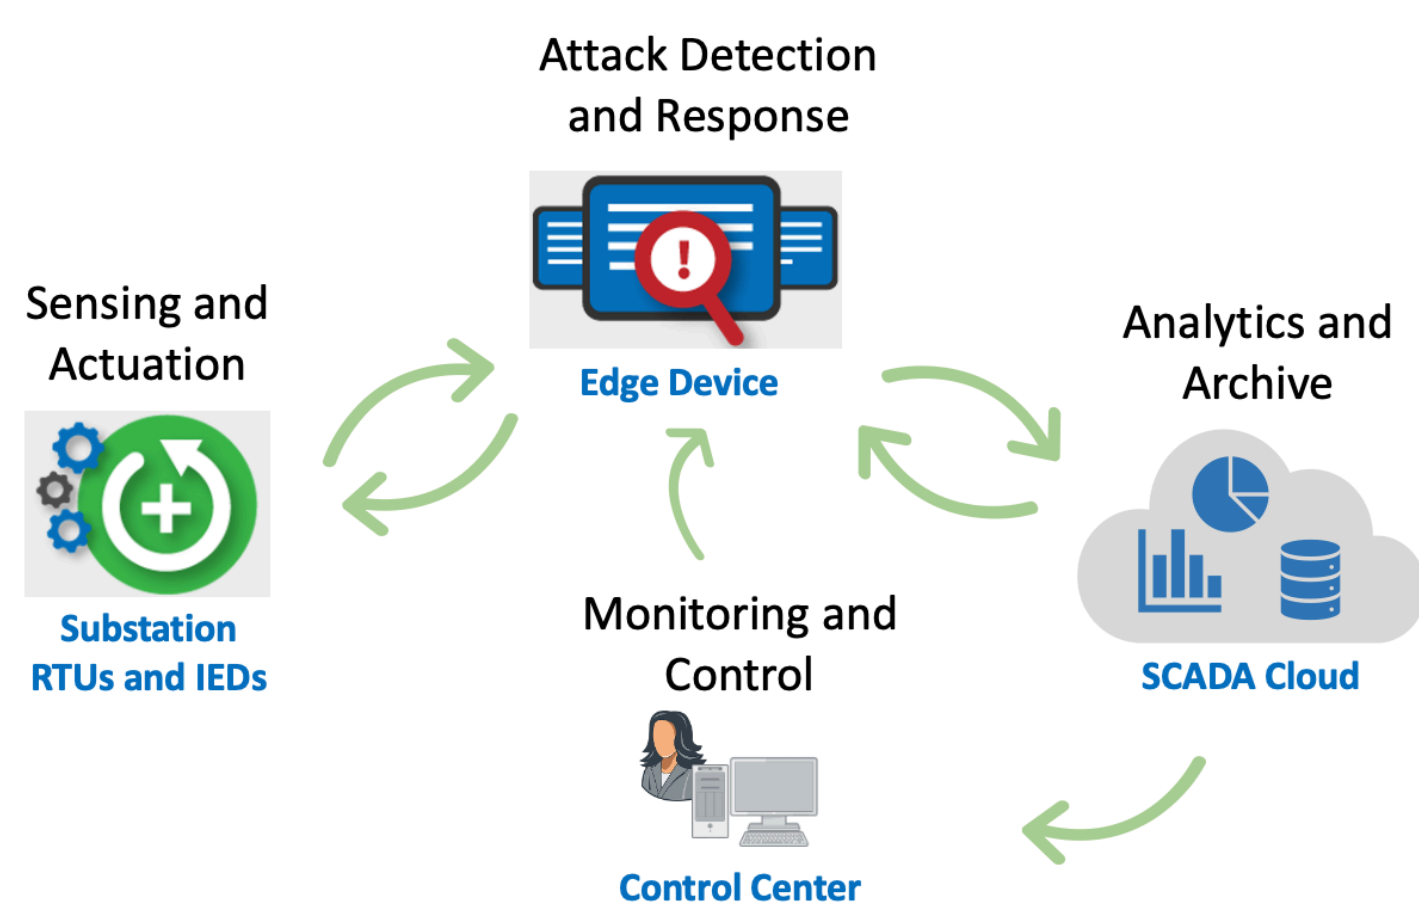 Attack Detection
and Response
Edge Device
Sensing and
Actuation
Substation
RTUs and IEDs
Analytics and
Archive
SCADA Cloud
Monitoring and
Control
Control Center